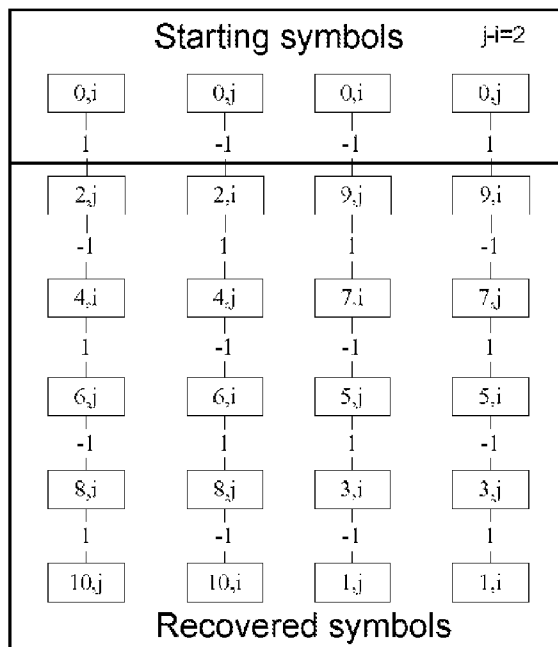 Starting symbols j-i=2
0,i 0,j 0,i 0,j
1 -1 -1 1
2,j 2,i 9,j 9,i
-1 1 1 -1
4,i 4,j 7,i 7,j
1 -1 -1 1
6,j 6,i 5,j 5,i
-1 1 1 -1
8,i 8,j 3,i 3,j
1 -1 -1 1
10,j 10,i 1,j 1,i
Recovered symbols